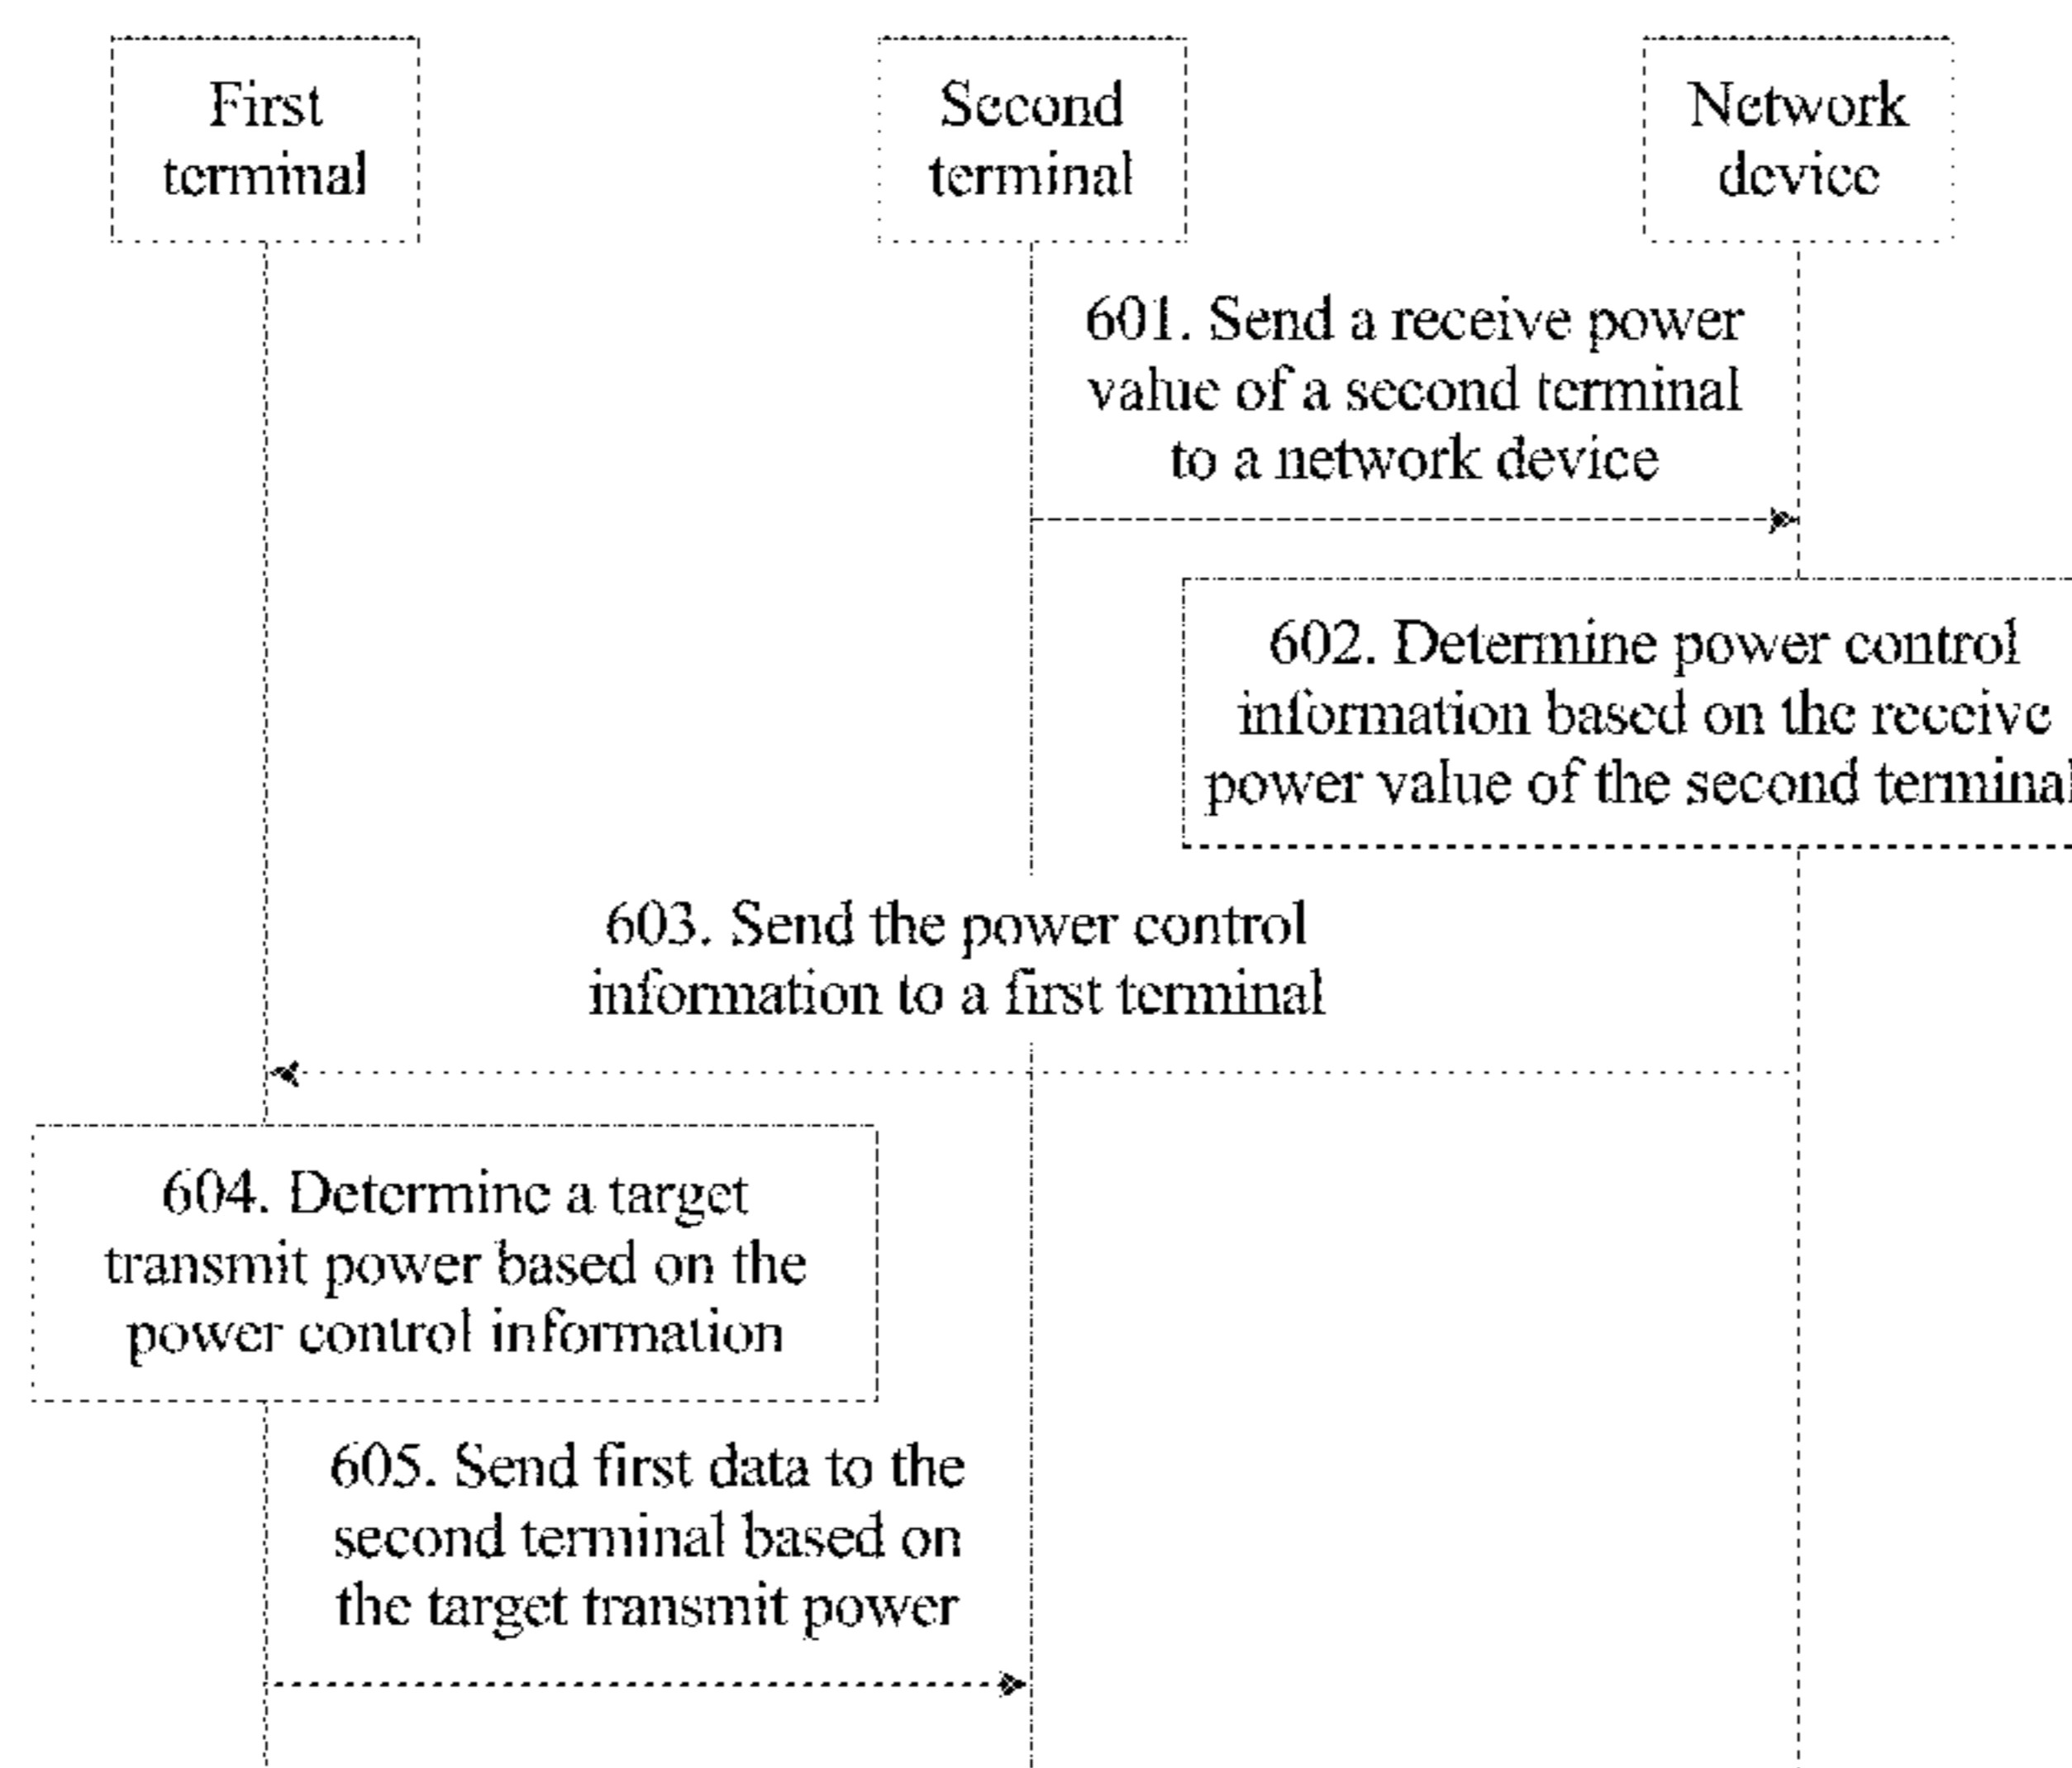 First
terminal
Second
terminal
Network
device
601. Send a receive power
value of a second terminal
to a network device
602. Determine power control
information based on the receive
power value of the second terminal
603. Send the power control
information to a first terminal
604. Determine a target
transmit power based on the
power control information
605. Send first data to the
second terminal based on
the target transmit power